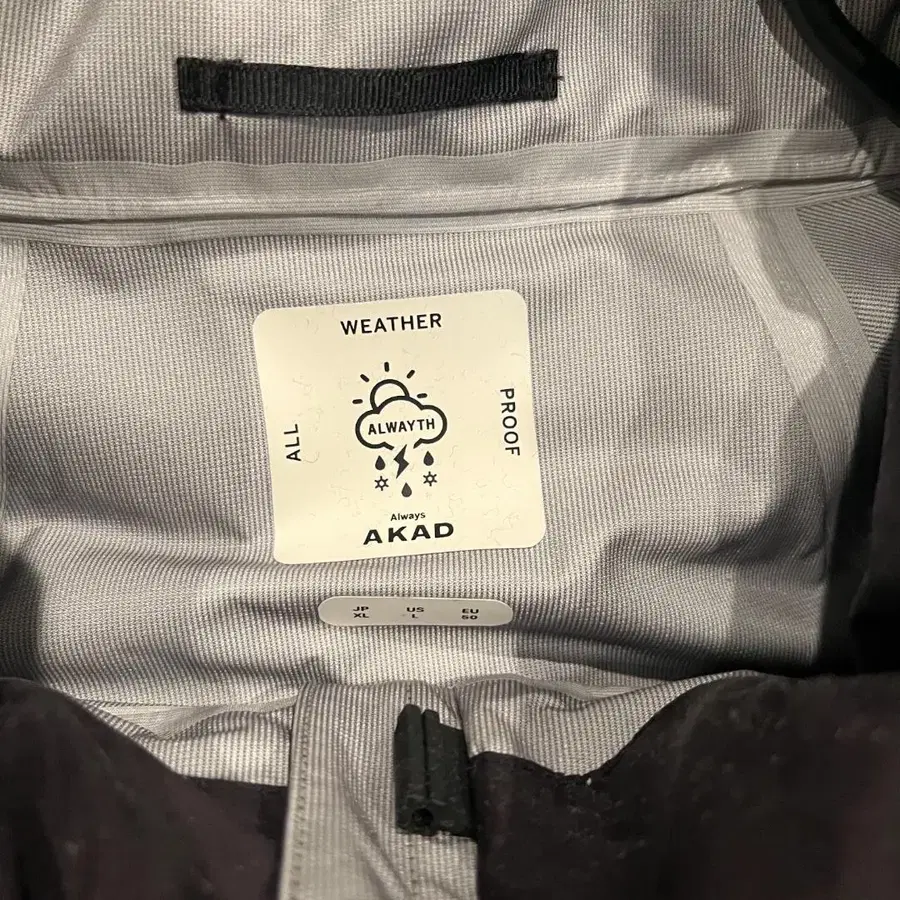 WEATHER
ALL
PROOF
ALWAYTH
Always
AKAD
JP US EU
XL L 50